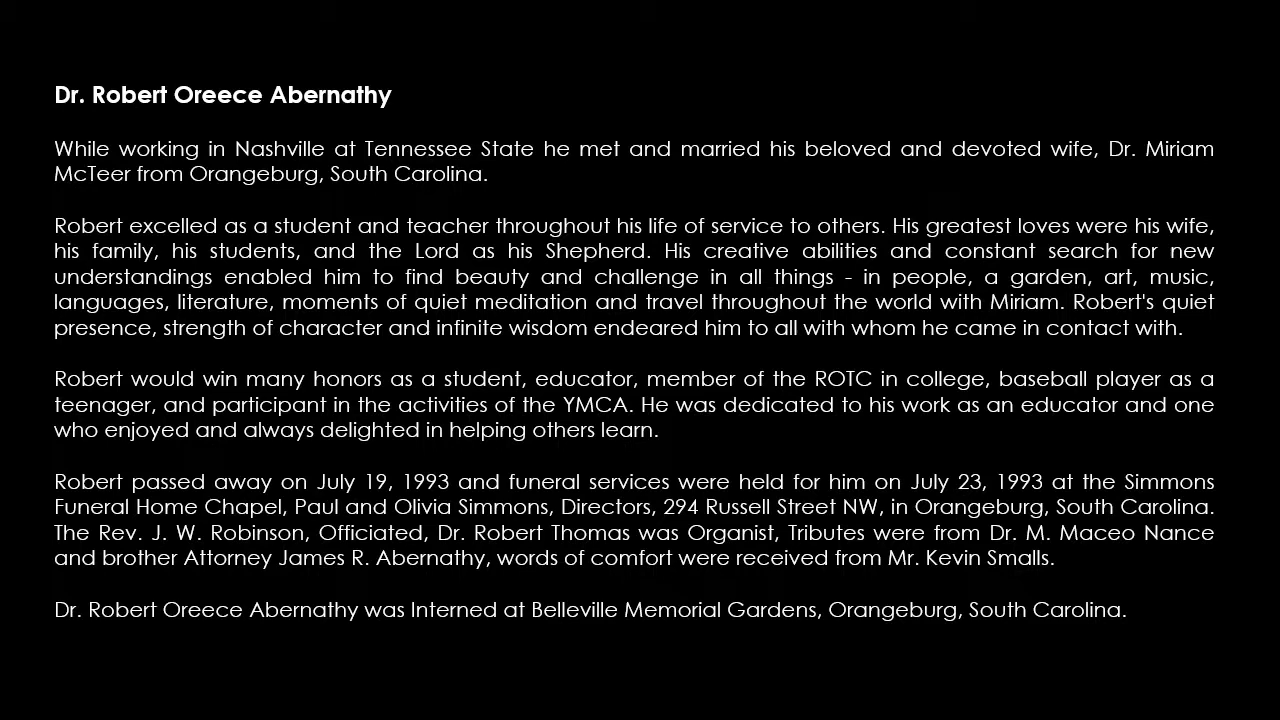 Dr. Robert Oreece Abernathy
While working in Nashville at Tennessee State he met and married his beloved and devoted wife, Dr. Miriam
McTeer from Orangeburg, South Carolina.
Robert excelled as a student and teacher throughout his life of service to others. His greatest loves were his wife,
his family, his students, and the Lord as his Shepherd. His creative abilities and constant search for new
understandings enabled him to find beauty and challenge in all things - in people, a garden, art, music,
languages, literature, moments of quiet meditation and travel throughout the world with Miriam. Robert's quiet
presence, strength of character and infinite wisdom endeared him to all with whom he came in contact with.
Robert would win many honors as a student, educator, member of the ROTC in college, baseball player as a
teenager, and participant in the activities of the YMCA. He was dedicated to his work as an educator and one
who enjoyed and always delighted in helping others learn.
Robert passed away on July 19, 1993 and funeral services were held for him on July 23, 1993 at the Simmons
Funeral Home Chapel, Paul and Olivia Simmons, Directors, 294 Russell Street NW, in Orangeburg, South Carolina.
The Rev. J. W. Robinson, Officiated, Dr. Robert Thomas was Organist, Tributes were from Dr. M. Maceo Nance
and brother Attorney James R. Abernathy, words of comfort were received from Mr. Kevin Smalls.
Dr. Robert Oreece Abernathy was Interned at Belleville Memorial Gardens, Orangeburg, South Carolina.